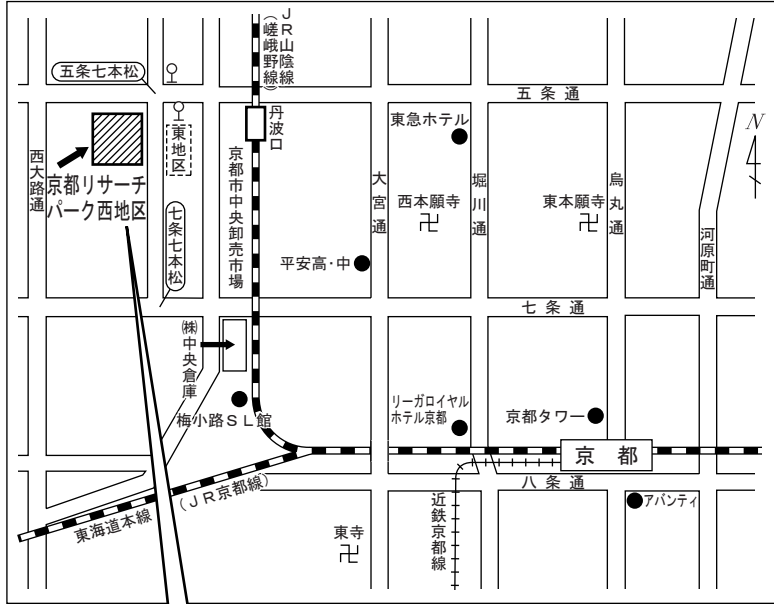 JR山陰線
(嵯峨野線)
五条七本松
五条通
丹波口
東急ホテル
東地区
N
西大路通
京都リサーチ
パーク西地区
京都市中央卸売市場
大宮通
西本願寺
卍
堀川通
東本願寺
卍
烏丸通
河原町通
七条七本松
平安高・中
七条通
㈱中央倉庫
梅小路SL館
リーガロイヤル
ホテル京都
京都タワー
京都
八条通
東海道本線
(JR京都線)
近鉄京都線
アバンティ
東寺
卍